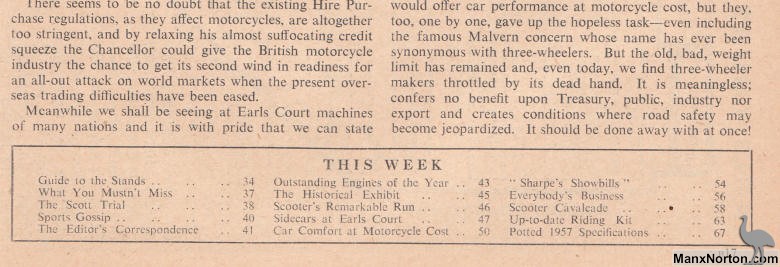 There seems to be no doubt that the existing Hire Pur-
chase regulations, as they affect motorcycles, are altogether
too stringent, and by relaxing his almost suffocating credit
squeeze the Chancellor could give the British motorcycle
industry the chance to get its second wind in readiness for
an all-out attack on world markets when the present over-
seas trading difficulties have been eased.
Meanwhile we shall be seeing at Earls Court machines
of many nations and it is with pride that we can state
would offer car performance at motorcycle cost, but they,
too, one by one, gave up the hopeless task—even including
the famous Malvern concern whose name has ever been
synonymous with three-wheelers. But the old, bad, weight
limit has remained and, even today, we find three-wheeler
makers throttled by its dead hand. It is meaningless;
confers no benefit upon Treasury, public, industry nor
export and creates conditions where road safety may
become jeopardized. It should be done away with at once!
THIS WEEK
Guide to the Stands .. .. .. 34
What You Mustn't Miss .. .. 37
The Scott Trial .. .. .. 38
Sports Gossip .. .. .. .. 40
The Editor's Correspondence .. 41
Outstanding Engines of the Year .. 43
The Historical Exhibit .. .. 45
Scooter's Remarkable Run .. .. 46
Sidecars at Earls Court .. .. 47
Car Comfort at Motorcycle Cost .. 50
"Sharpe's Showbills" .. .. 54
Everybody's Business .. .. 56
Scooter Cavalcade .. .. 58
Up-to-date Riding Kit .. .. 63
Potted 1957 Specifications .. .. 67
ManxNorton.com